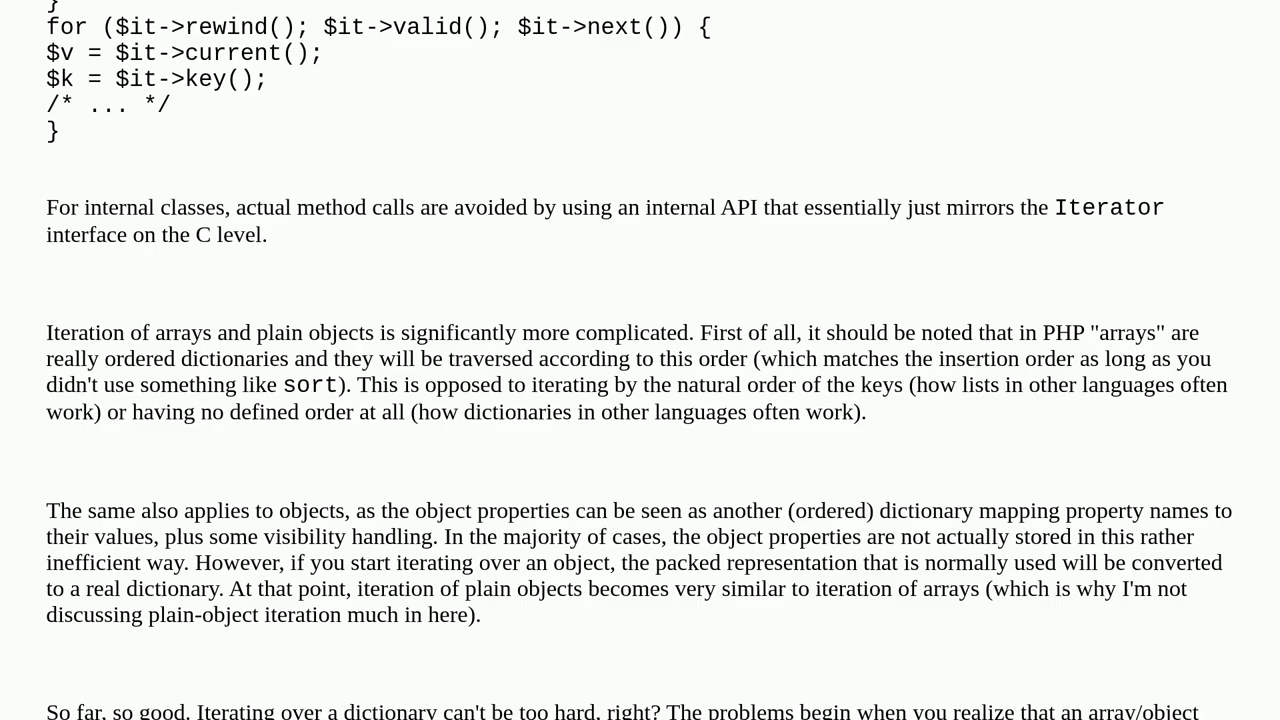 }
for ($it->rewind(); $it->valid(); $it->next()) {
$v = $it->current();
$k = $it->key();
/* ... */
}
For internal classes, actual method calls are avoided by using an internal API that essentially just mirrors the Iterator
interface on the C level.
Iteration of arrays and plain objects is significantly more complicated. First of all, it should be noted that in PHP "arrays" are
really ordered dictionaries and they will be traversed according to this order (which matches the insertion order as long as you
didn't use something like sort). This is opposed to iterating by the natural order of the keys (how lists in other languages often
work) or having no defined order at all (how dictionaries in other languages often work).
The same also applies to objects, as the object properties can be seen as another (ordered) dictionary mapping property names to
their values, plus some visibility handling. In the majority of cases, the object properties are not actually stored in this rather
inefficient way. However, if you start iterating over an object, the packed representation that is normally used will be converted
to a real dictionary. At that point, iteration of plain objects becomes very similar to iteration of arrays (which is why I'm not
discussing plain-object iteration much in here).
So far, so good. Iterating over a dictionary can't be too hard, right? The problems begin when you realize that an array/object